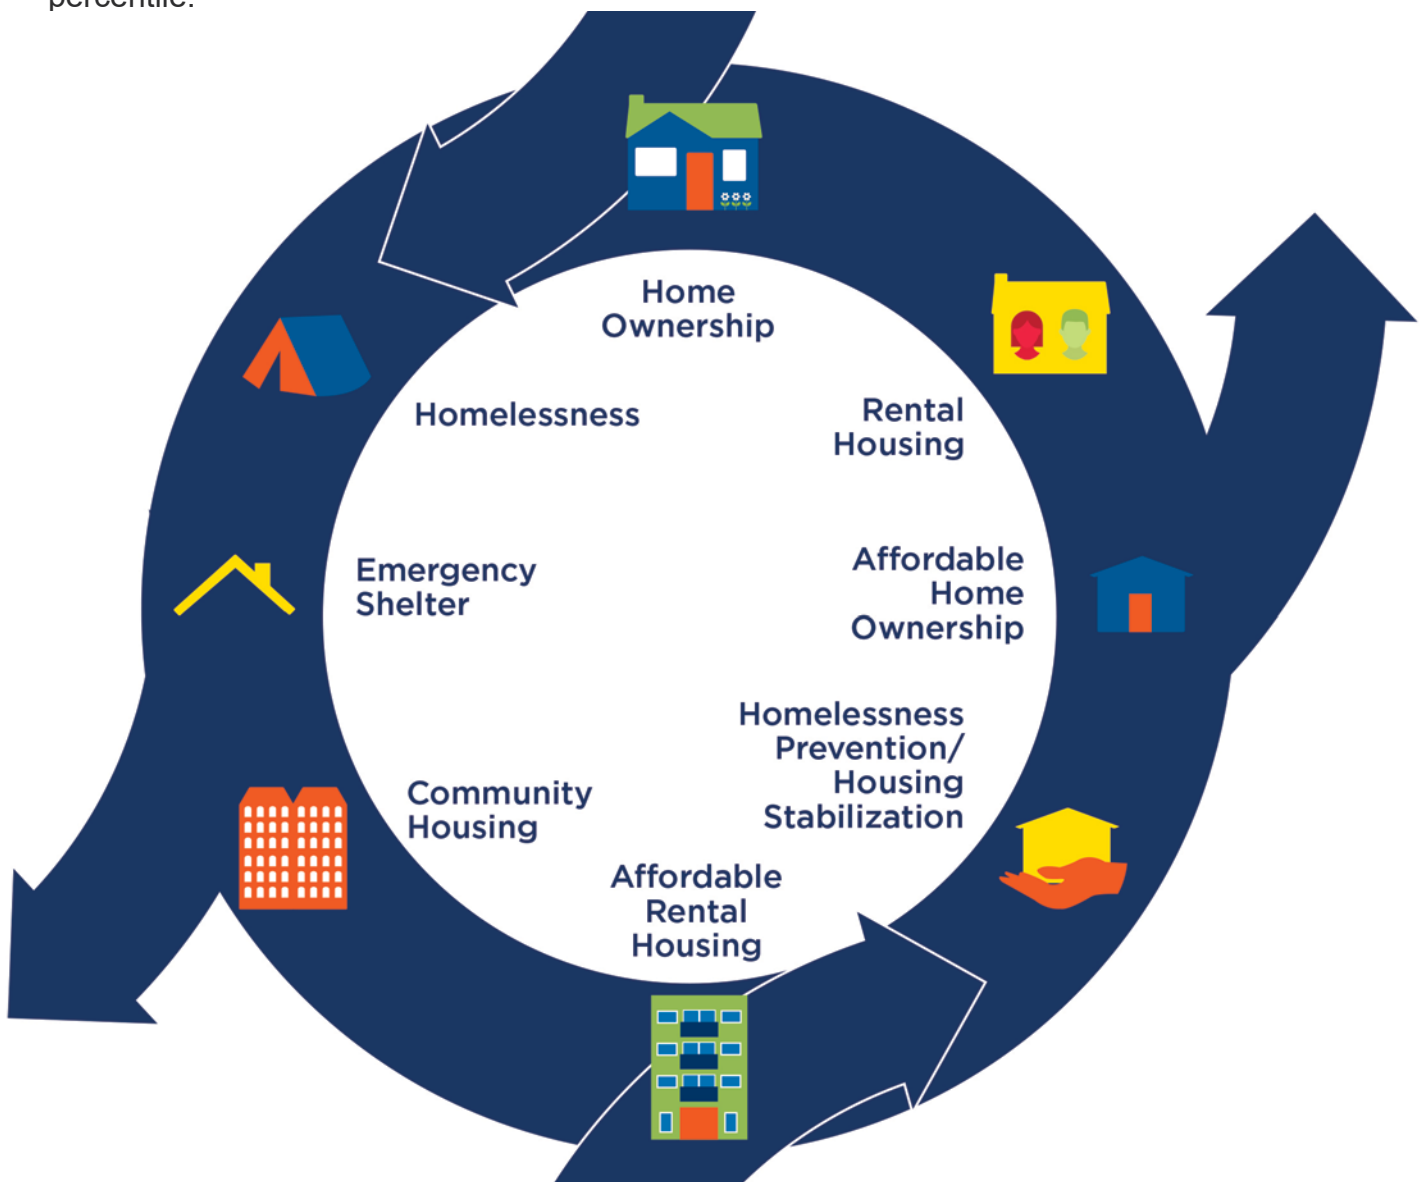 percentile.
Home
Ownership
Rental
Housing
Affordable
Home
Ownership
Homelessness
Prevention/
Housing
Stabilization
Affordable
Rental
Housing
Community
Housing
Emergency
Shelter
Homelessness